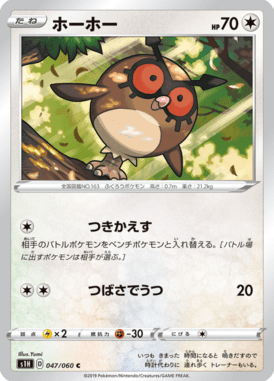 たね ホーホー HP70
全国図鑑NO.163 ふくろうポケモン 高さ:0.7m 重さ:21.2kg
つきかえす
相手のバトルポケモンをベンチポケモンと入れ替える。[バトル場
に出すポケモンは相手が選ぶ。]
つばさでうつ 20
弱点 ×2 抵抗力 -30 にげる
Illus. Yumi
s1H D 047/060 C
©2019 Pokémon/Nintendo/Creatures/GAME FREAK.
いつも きまった 時間になると 鳴きだすので
時計代わりに 連れ歩く トレーナーもいる。